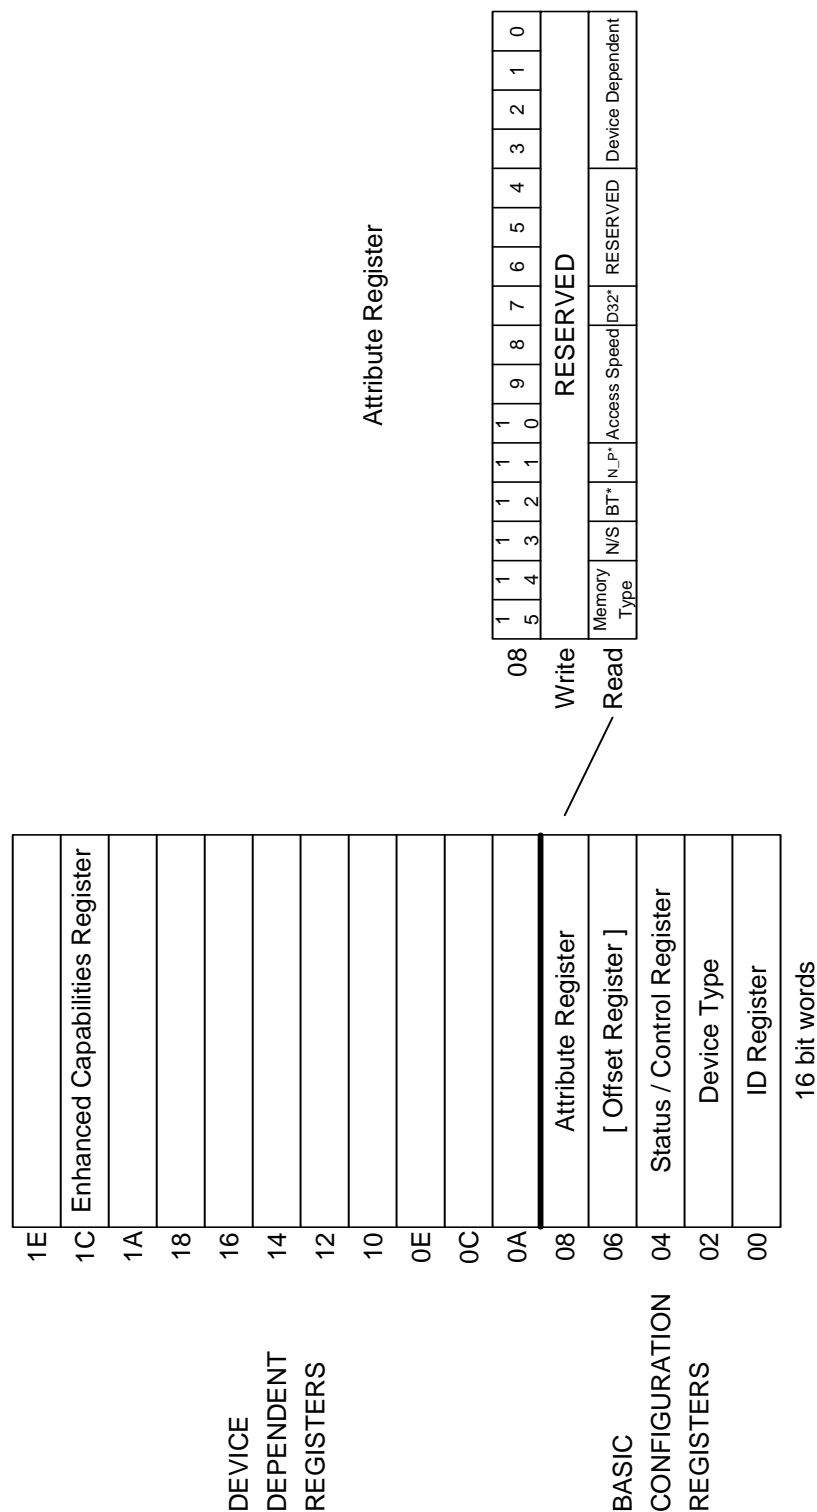 DEVICE
DEPENDENT
REGISTERS
BASIC
CONFIGURATION
REGISTERS
1E
1C Enhanced Capabilities Register
1A
18
16
14
12
10
0E
0C
0A
08 Attribute Register
06 [ Offset Register ]
04 Status / Control Register
02 Device Type
00 ID Register
16 bit words
Attribute Register
08 15 14 13 12 11 10 9 8 7 6 5 4 3 2 1 0
Write RESERVED
Read Memory Type N/S BT* N_P* Access Speed D32* RESERVED Device Dependent